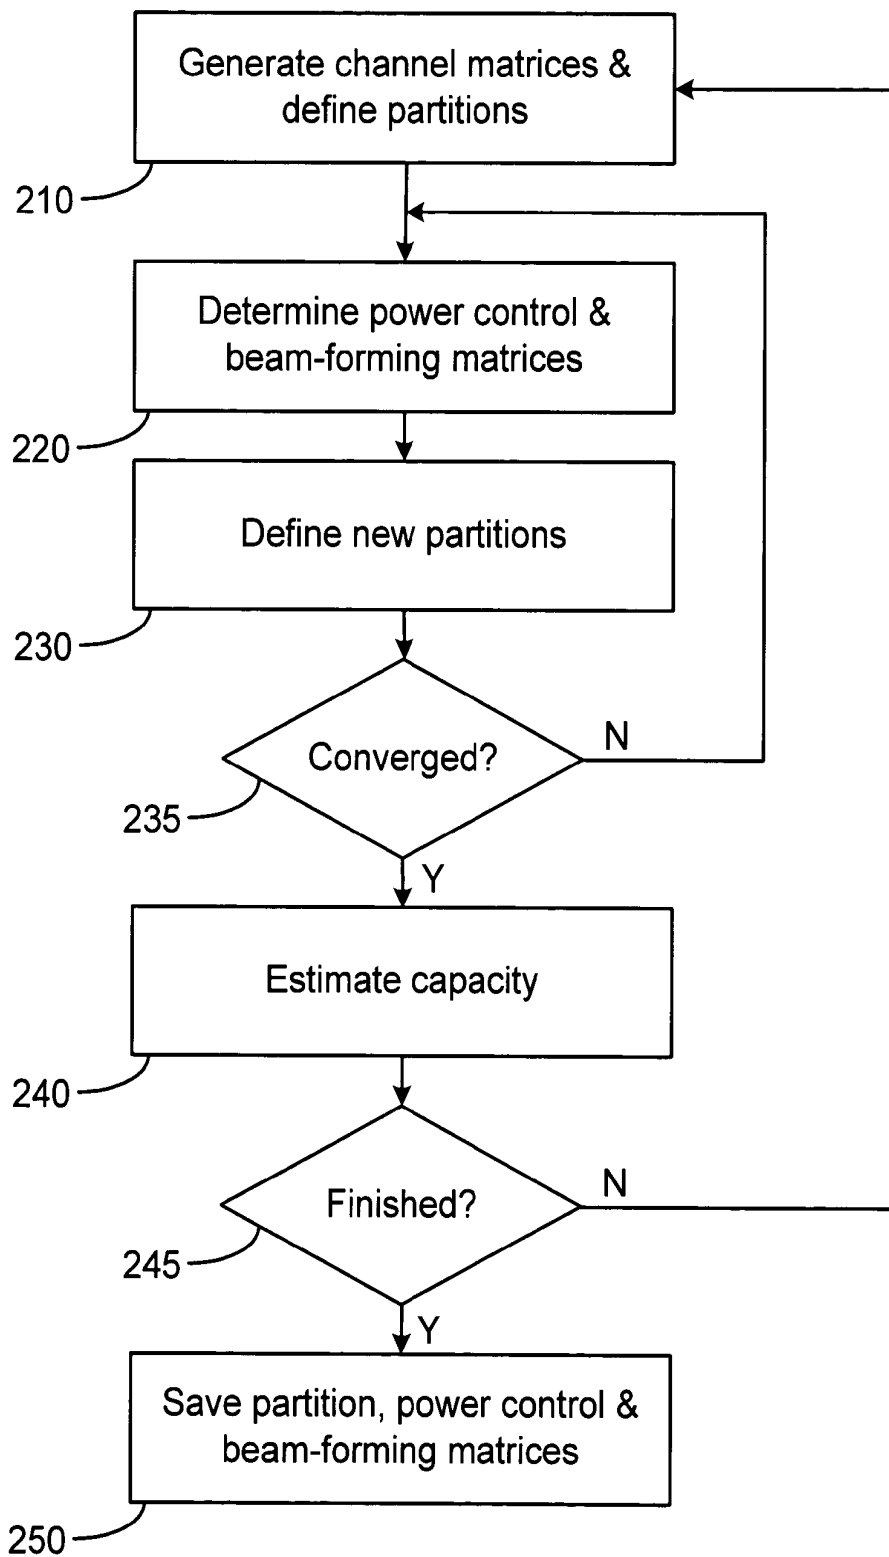 Generate channel matrices &
define partitions
210
Determine power control &
beam-forming matrices
220
Define new partitions
230
Converged?
N
235
Y
Estimate capacity
240
Finished?
N
245
Y
Save partition, power control &
beam-forming matrices
250